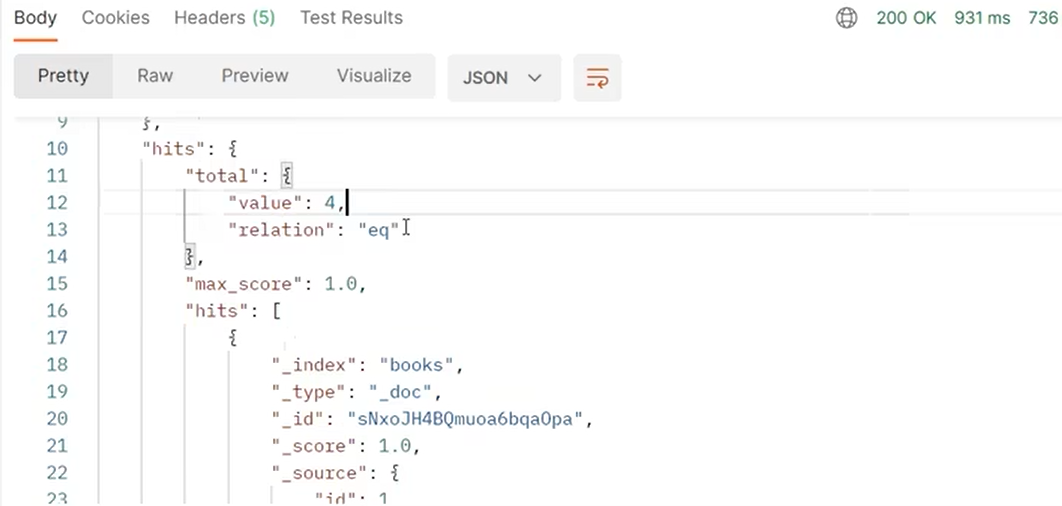 Body Cookies Headers (5) Test Results 200 OK 931 ms 736
Pretty Raw Preview Visualize JSON
9 },
10 "hits": {
11 "total": {
12 "value": 4,
13 "relation": "eq"
14 },
15 "max_score": 1.0,
16 "hits": [
17 {
18 "_index": "books",
19 "_type": "_doc",
20 "_id": "sNxoJH4BQmuoa6bqaOpa",
21 "_score": 1.0,
22 "_source": {
23 "id": 1